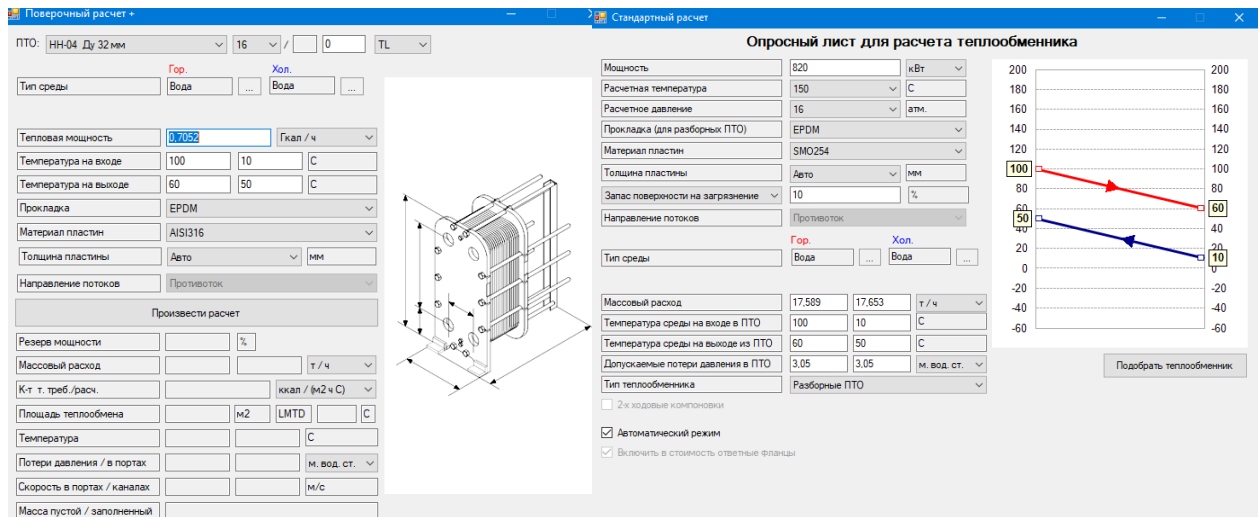 Поверочный расчет +
ПТО: НН-04 Ду 32 мм 16 / 0 TL
Гор. Хол.
Тип среды Вода ... Вода ...
Тепловая мощность 0,7052 Гкал / ч
Температура на входе 100 10 C
Температура на выходе 60 50 C
Прокладка EPDM
Материал пластин AISI316
Толщина пластины Авто мм
Направление потоков Противоток
Произвести расчет
Резерв мощности %
Массовый расход т / ч
К-т т. треб./расч. ккал / (м2 ч С)
Площадь теплообмена м2 LMTD C
Температура C
Потери давления / в портах м. вод. ст.
Скорость в портах / каналах м/с
Масса пустой / заполненный
Стандартный расчет
Опросный лист для расчета теплообменника
Мощность 820 кВт
Расчетная температура 150 C
Расчетное давление 16 атм.
Прокладка (для разборных ПТО) EPDM
Материал пластин SMO254
Толщина пластины Авто мм
Запас поверхности на загрязнение 10 %
Направление потоков Противоток
Гор. Хол.
Тип среды Вода ... Вода ...
Массовый расход 17,589 17,653 т / ч
Температура среды на входе в ПТО 100 10 C
Температура среды на выходе из ПТО 60 50 C
Допускаемые потери давления в ПТО 3,05 3,05 м. вод. ст.
Тип теплообменника Разборные ПТО
2-х ходовые компоновки
Автоматический режим
Включить в стоимость ответные фланцы
200 200
180 180
160 160
140 140
120 120
100 100
80 80
60 60
50
40 40
20 20
10
0 0
-20 -20
-40 -40
-60 -60
Подобрать теплообменник